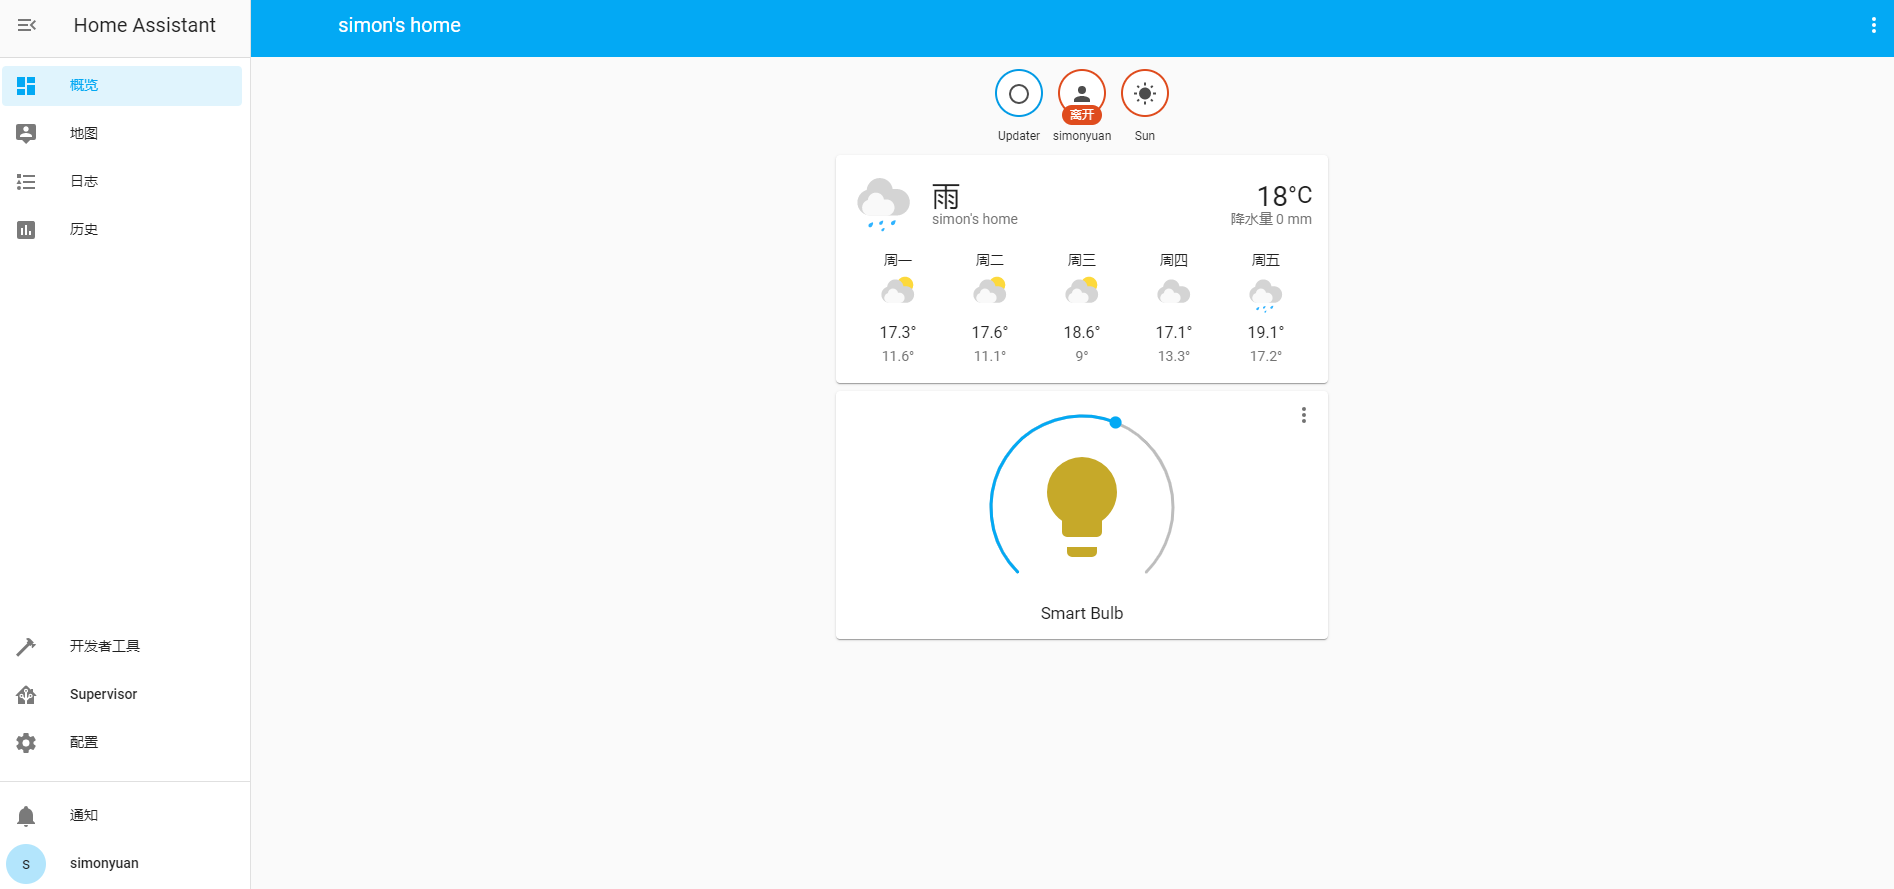 Home Assistant
simon's home
概览
地图
日志
历史
开发者工具
Supervisor
配置
通知
S
simonyuan
离开
Updater simonyuan Sun
雨
simon's home
18°C
降水量 0 mm
周一 周二 周三 周四 周五
17.3° 17.6° 18.6° 17.1° 19.1°
11.6° 11.1° 9° 13.3° 17.2°
Smart Bulb